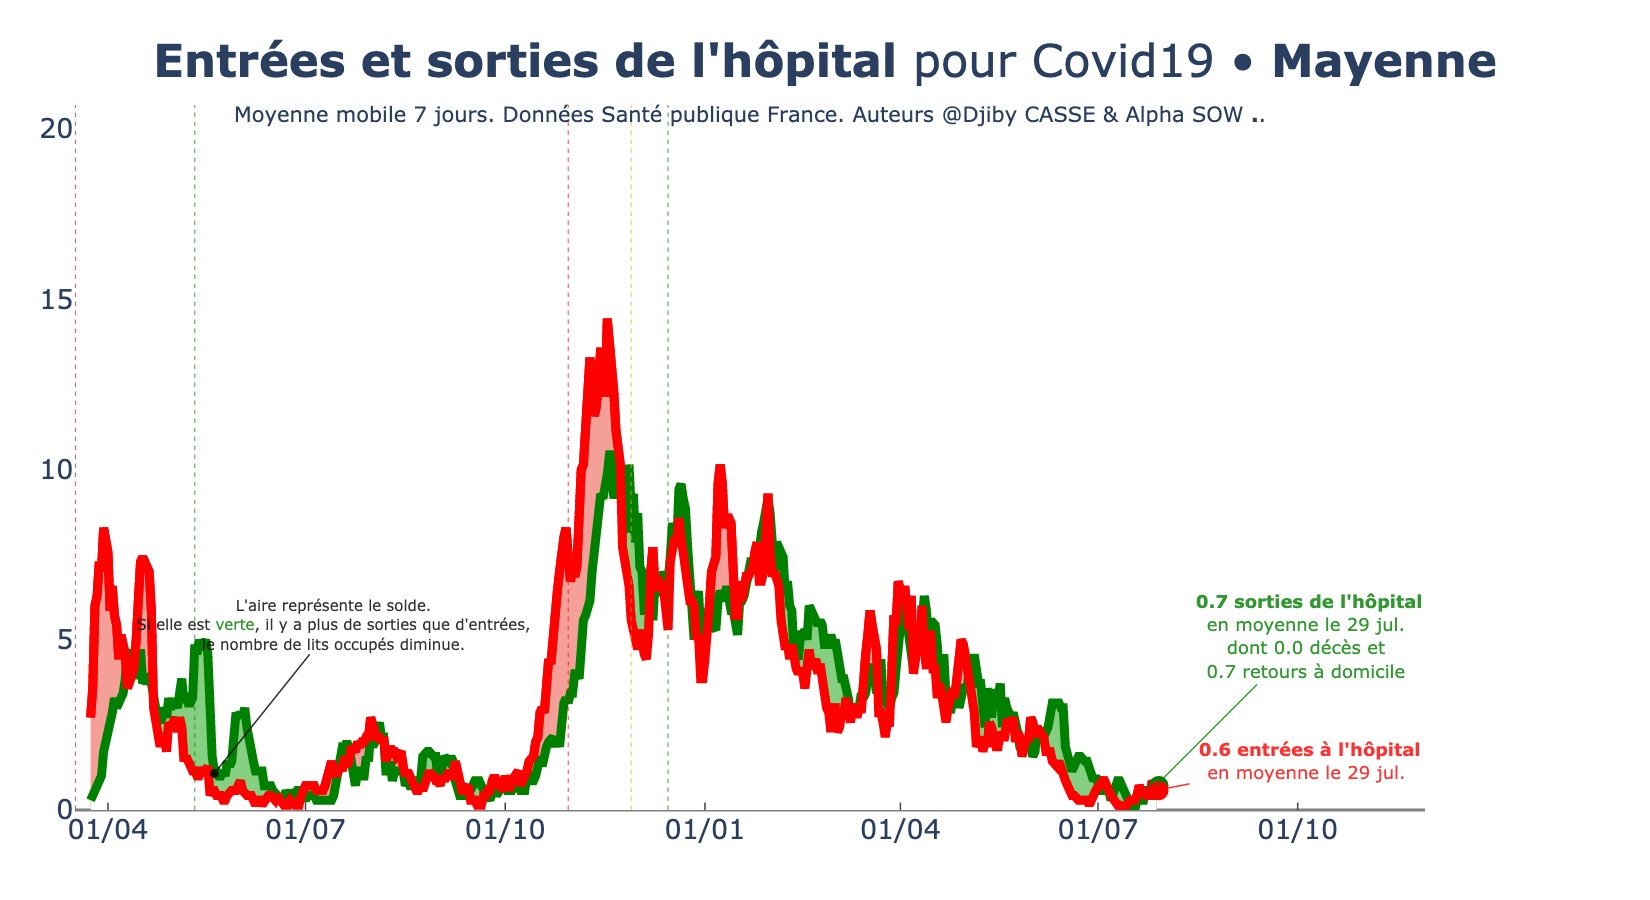 Entrées et sorties de l'hôpital pour Covid19 • Mayenne
Moyenne mobile 7 jours. Données Santé publique France. Auteurs @Djiby CASSE & Alpha SOW ..
20
15
10
5
0
L'aire représente le solde.
Si elle est verte, il y a plus de sorties que d'entrées,
le nombre de lits occupés diminue.
0.7 sorties de l'hôpital
en moyenne le 29 jul.
dont 0.0 décès et
0.7 retours à domicile
0.6 entrées à l'hôpital
en moyenne le 29 jul.
01/04 01/07 01/10 01/01 01/04 01/07 01/10